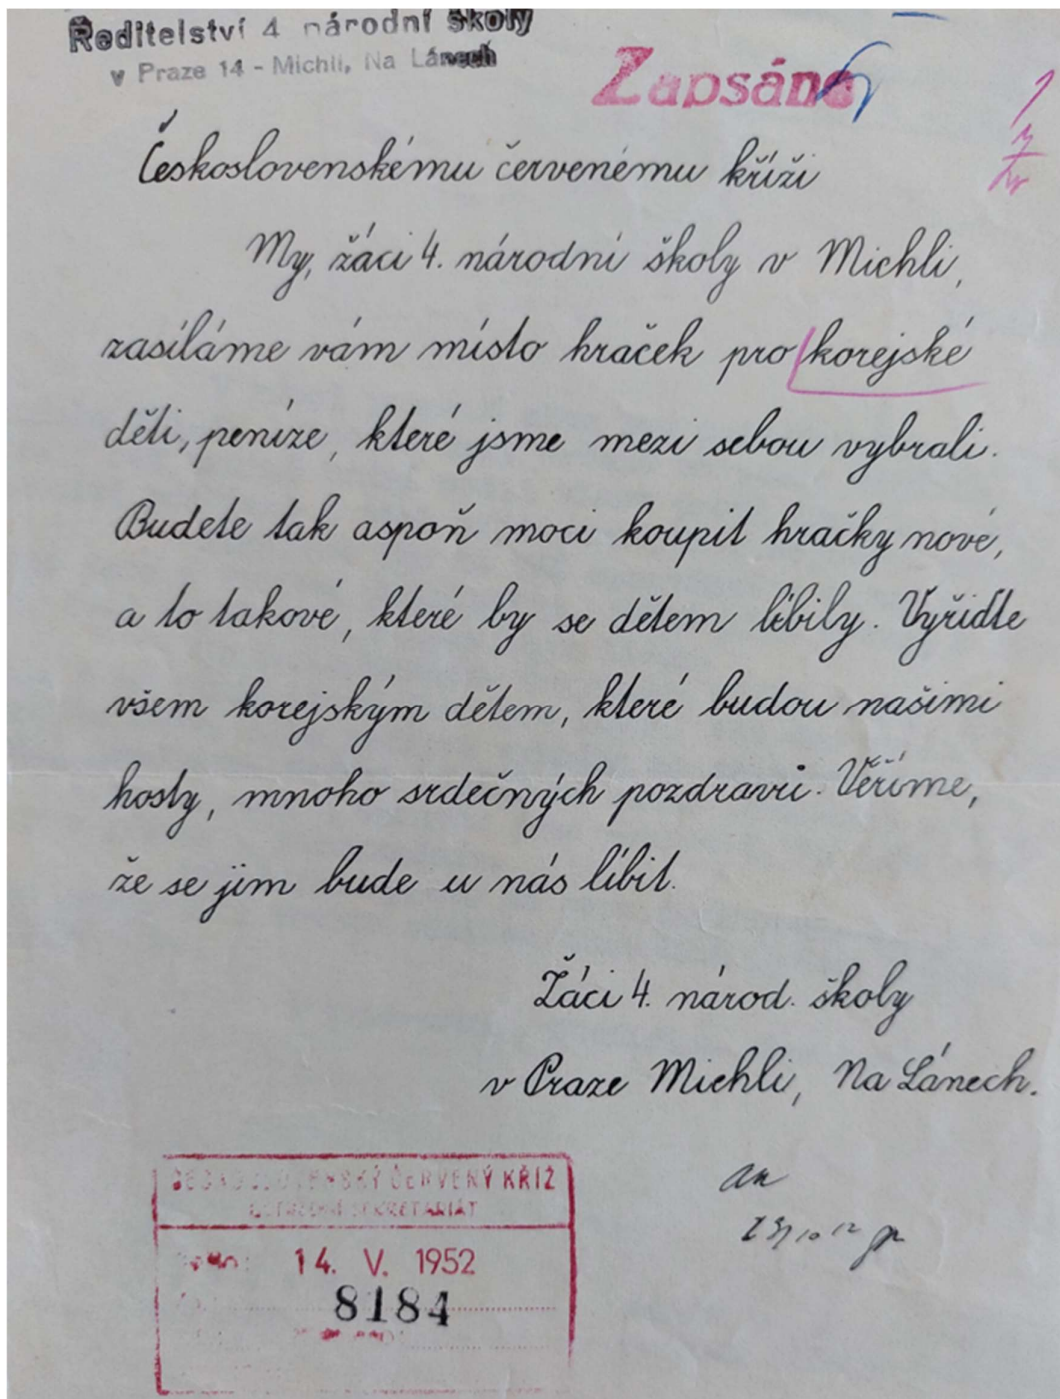 Ředitelství 4 národní školy
v Praze 14 - Michli, Na Lánech
Zapsáno
Československému červenému kříži
My, žáci 4. národní školy v Michli,
zasíláme vám místo hraček pro korejské
děti, peníze, které jsme mezi sebou vybrali.
Budete tak aspoň moci koupit hračky nové,
a to takové, které by se dětem líbily. Vyřiďte
všem korejským dětem, které budou našimi
hosty, mnoho srdečných pozdravů. Věříme,
že se jim bude u nás líbit.
Žáci 4. národ. školy
v Praze Michli, Na Lánech.
ČESKOSLOVENSKÝ ČERVENÝ KŘÍŽ
ÚSTŘEDNÍ SEKRETARIÁT
14. V. 1952
8184